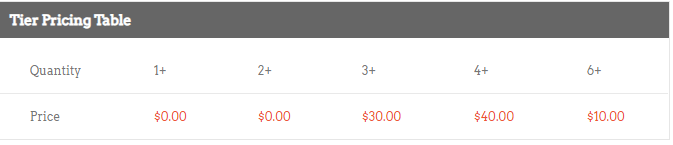 Tier Pricing Table
Quantity 1+ 2+ 3+ 4+ 6+
Price $0.00 $0.00 $30.00 $40.00 $10.00